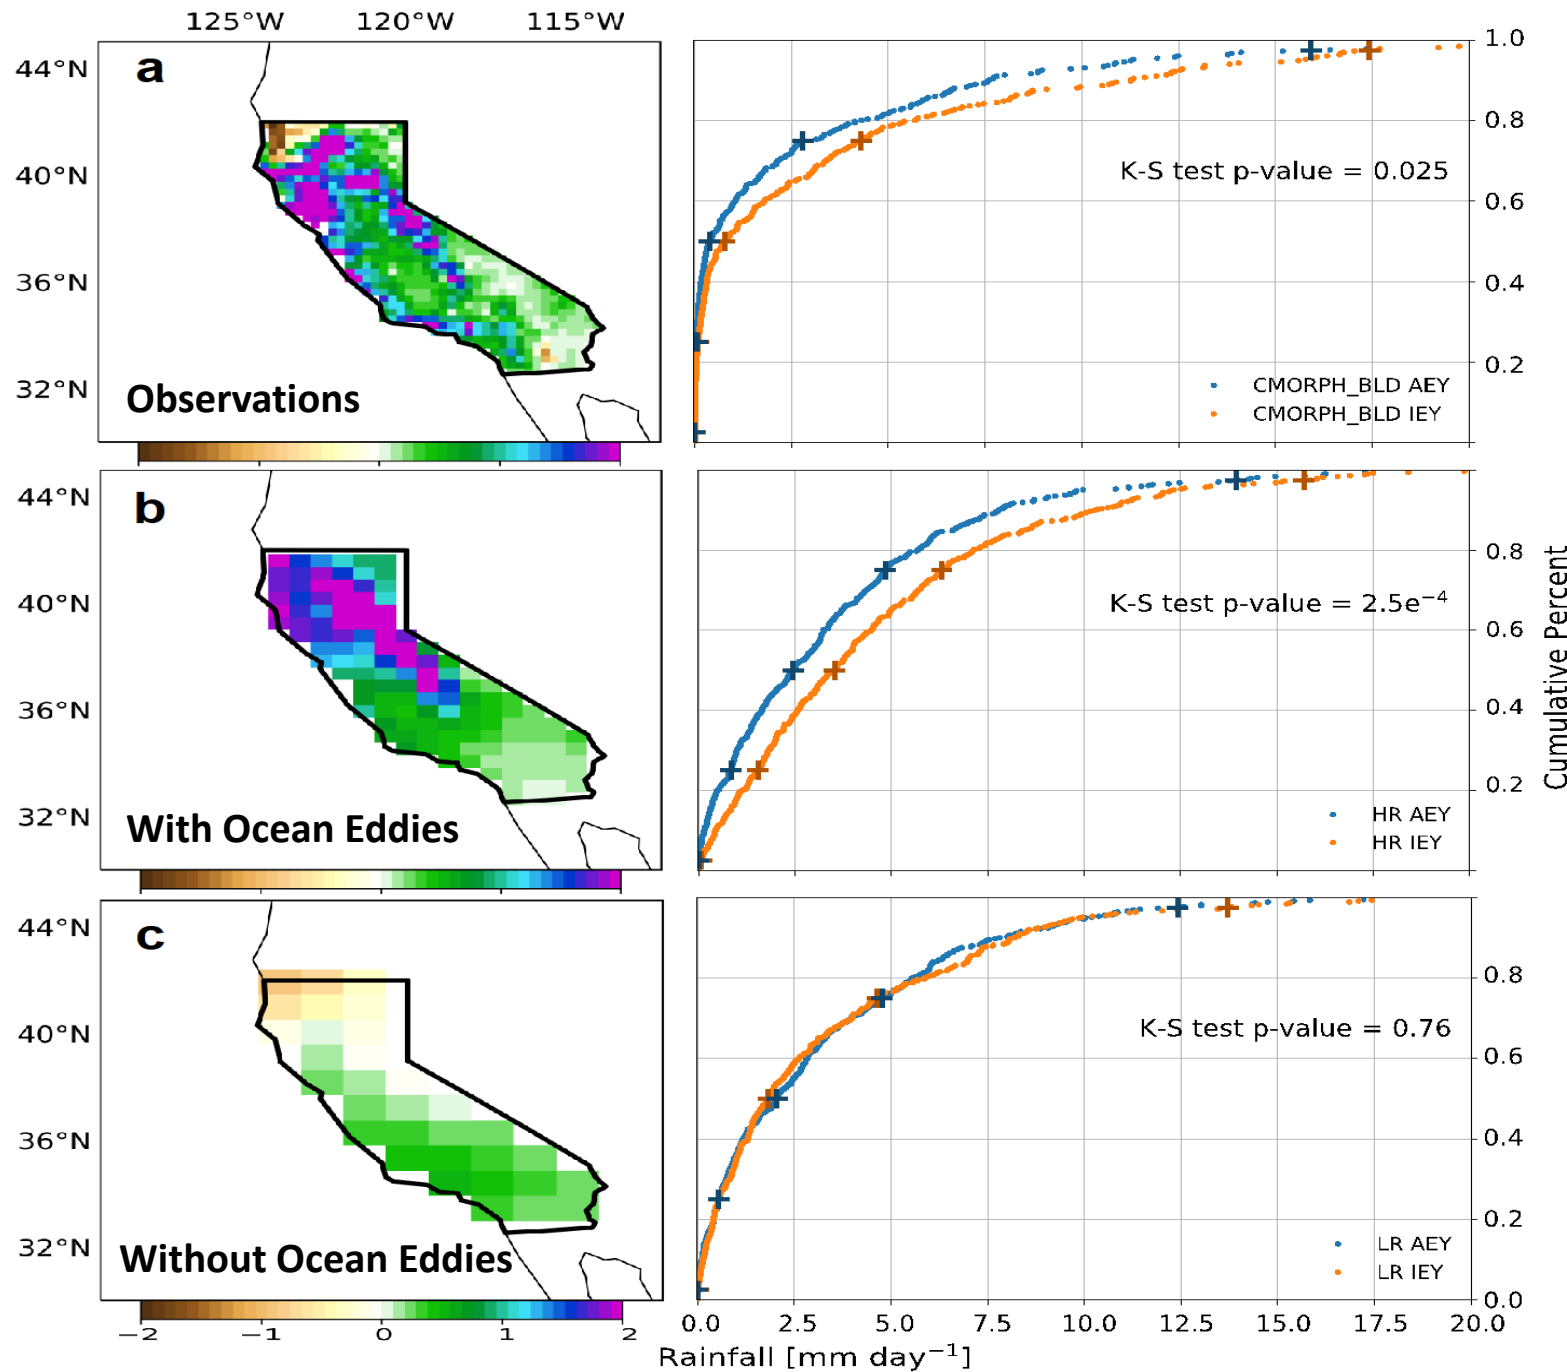 125°W 120°W 115°W
44°N
40°N
36°N
32°N
a
Observations
1.0
0.8
0.6
0.4
0.2
K-S test p-value = 0.025
CMORPH_BLD AEY
CMORPH_BLD IEY
44°N
40°N
36°N
32°N
b
With Ocean Eddies
0.8
0.6
0.4
0.2
K-S test p-value = 2.5e⁻⁴
HR AEY
HR IEY
Cumulative Percent
44°N
40°N
36°N
32°N
c
Without Ocean Eddies
−2 −1 0 1 2
0.8
0.6
0.4
0.2
0.0
K-S test p-value = 0.76
LR AEY
LR IEY
0.0 2.5 5.0 7.5 10.0 12.5 15.0 17.5 20.0
Rainfall [mm day⁻¹]